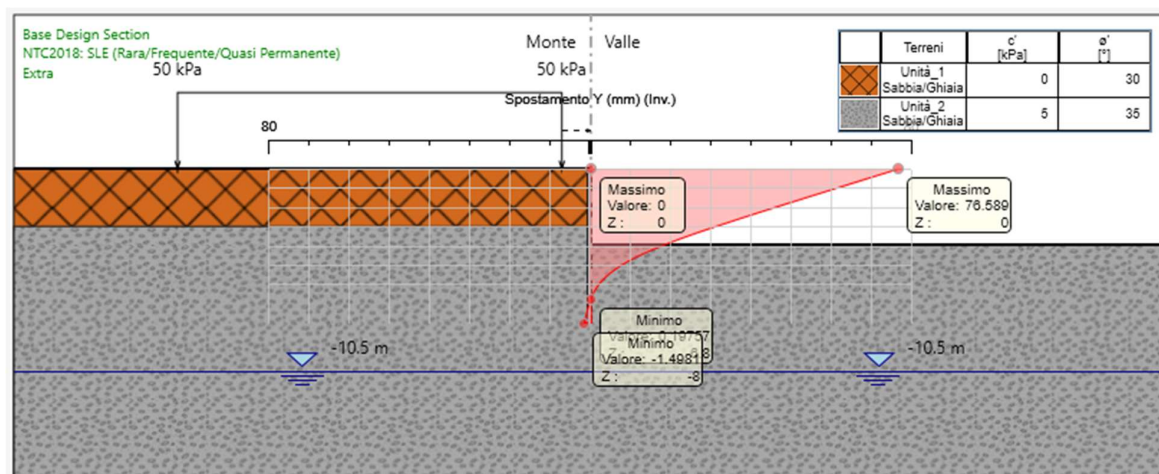 Base Design Section
NTC2018: SLE (Rara/Frequente/Quasi Permanente)
Extra
50 kPa
Monte
Valle
50 kPa
Spostamento Y (mm) (Inv.)
80
Terreni
c'
[kPa]
ø'
[°]
Unità_1
Sabbia/Ghiaia
0
30
Unità_2
Sabbia/Ghiaia
5
35
Massimo
Valore: 0
Z : 0
Massimo
Valore: 76.589
Z : 0
Minimo
Minimo
Valore: -1.4981
Z : -8
-10.5 m
-10.5 m